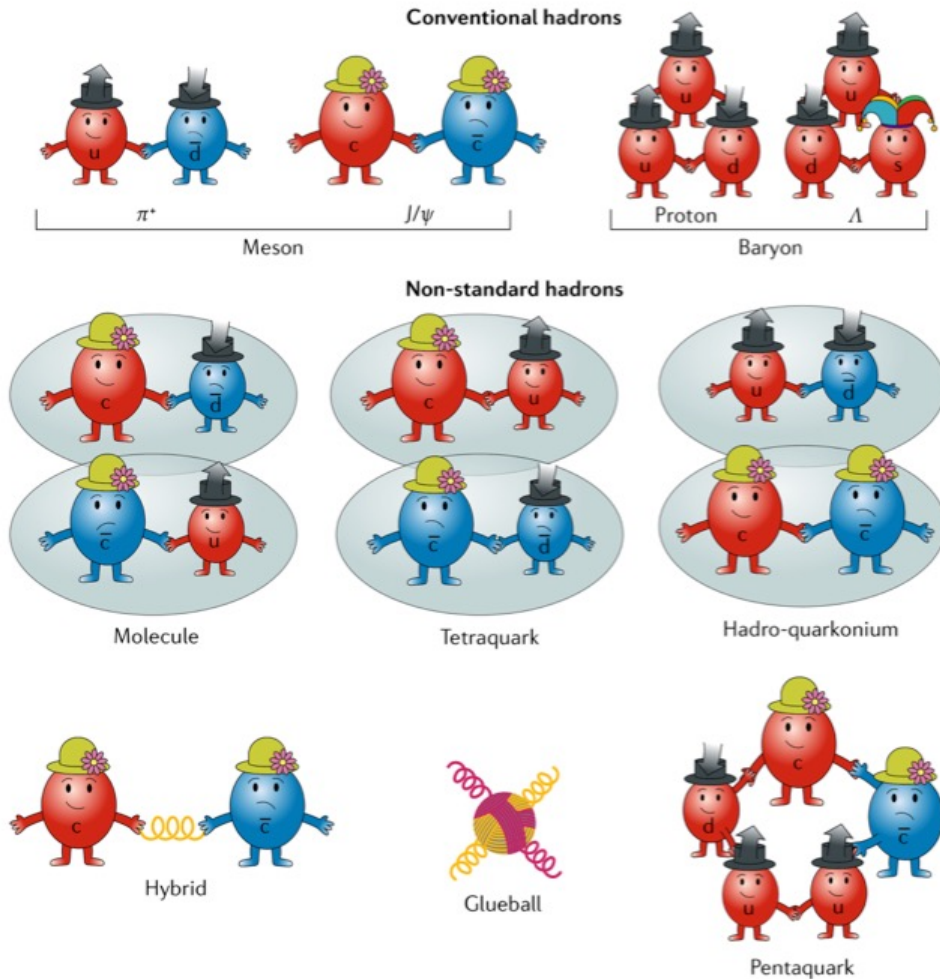 Conventional hadrons
u d̄ c c̄
u
u d
u
d s
π⁺ J/ψ Proton Λ
Meson Baryon
Non-standard hadrons
c d̄ c u u d̄
c̄ u c̄ d̄ c c̄
Molecule Tetraquark Hadro-quarkonium
c c̄
Hybrid
Glueball
c
d c̄
u u
Pentaquark